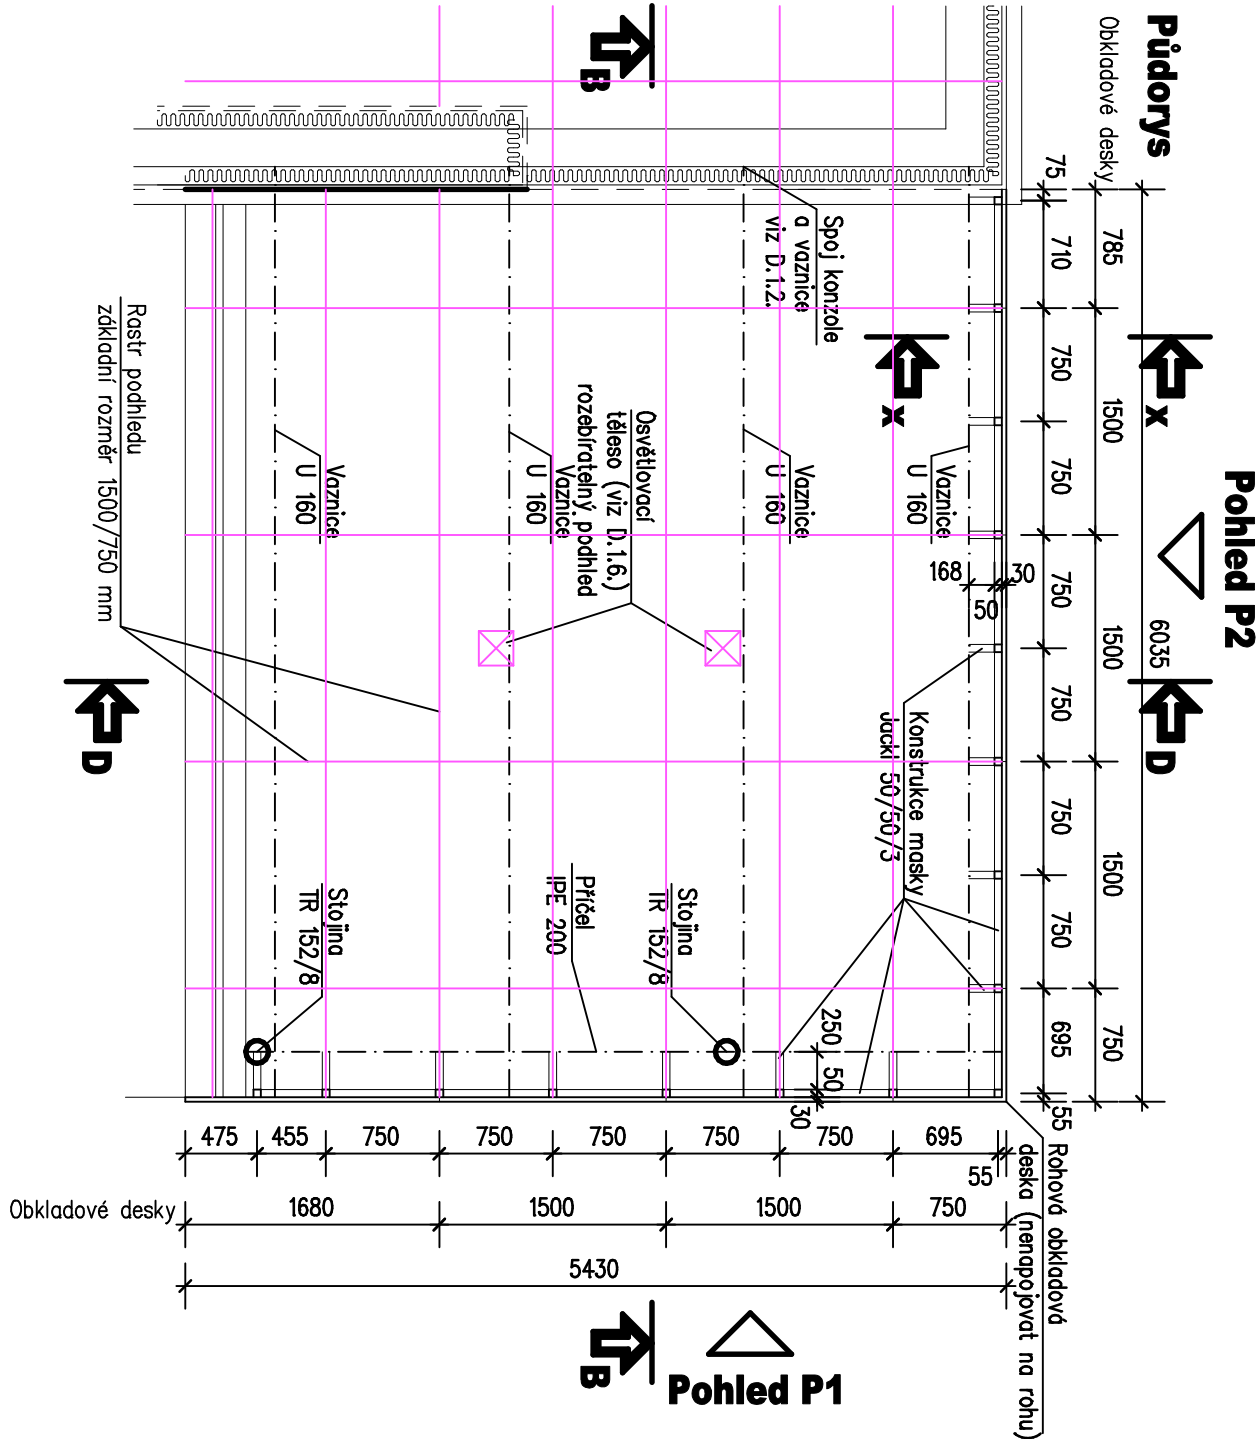 Půdorys
Obkladové desky
75
785
1500
1500
1500
750
710
750
750
750
750
750
750
695
55
6035
Pohled P2
X
X
D
D
B
B
Spoj konzole
a vaznice
viz D.1.2.
Vaznice
U 160
Vaznice
U 160
Vaznice
U 160
Vaznice
U 160
Osvětlovací
těleso (viz D.1.6.)
rozebíratelný podhled
168
30
50
Rastr podhledu
základní rozměr 1500/750 mm
Konstrukce masky
Jackl 50/50/3
Stojina
TR 152/8
Příčel
IPE 200
Stojina
TR 152/8
250
50
30
475
455
750
750
750
750
750
695
55
Obkladové desky
1680
1500
1500
750
5430
Rohová obkladová
deska (nenapojovat na rohu)
Pohled P1